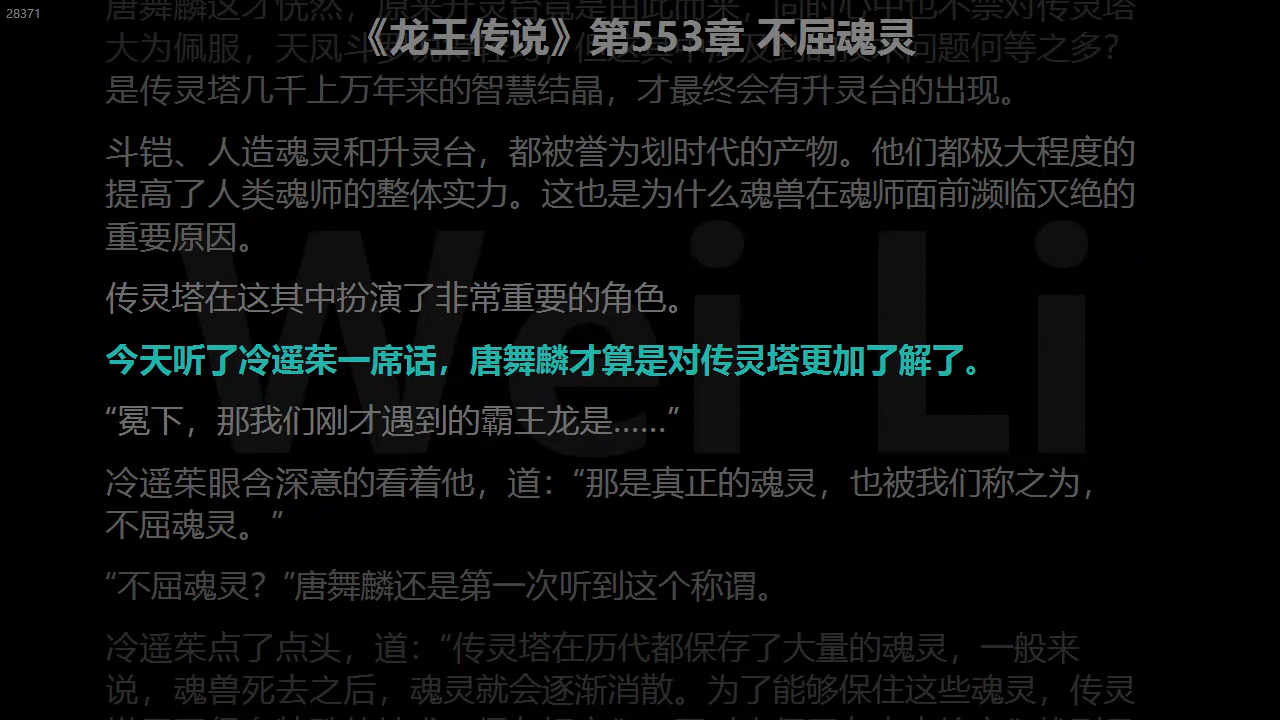 28371
《龙王传说》第553章 不屈魂灵
是传灵塔几千上万年来的智慧结晶，才最终会有升灵台的出现。
斗铠、人造魂灵和升灵台，都被誉为划时代的产物。他们都极大程度的
提高了人类魂师的整体实力。这也是为什么魂兽在魂师面前濒临灭绝的
重要原因。
传灵塔在这其中扮演了非常重要的角色。
今天听了冷遥茱一席话，唐舞麟才算是对传灵塔更加了解了。
“冕下，那我们刚才遇到的霸王龙是……”
冷遥茱眼含深意的看着他，道：“那是真正的魂灵，也被我们称之为，
不屈魂灵。”
“不屈魂灵？”唐舞麟还是第一次听到这个称谓。
冷遥茱点了点头，道：“传灵塔在历代都保存了大量的魂灵，一般来
说，魂兽死去之后，魂灵就会逐渐消散。为了能够保住这些魂灵，传灵
Wei Li